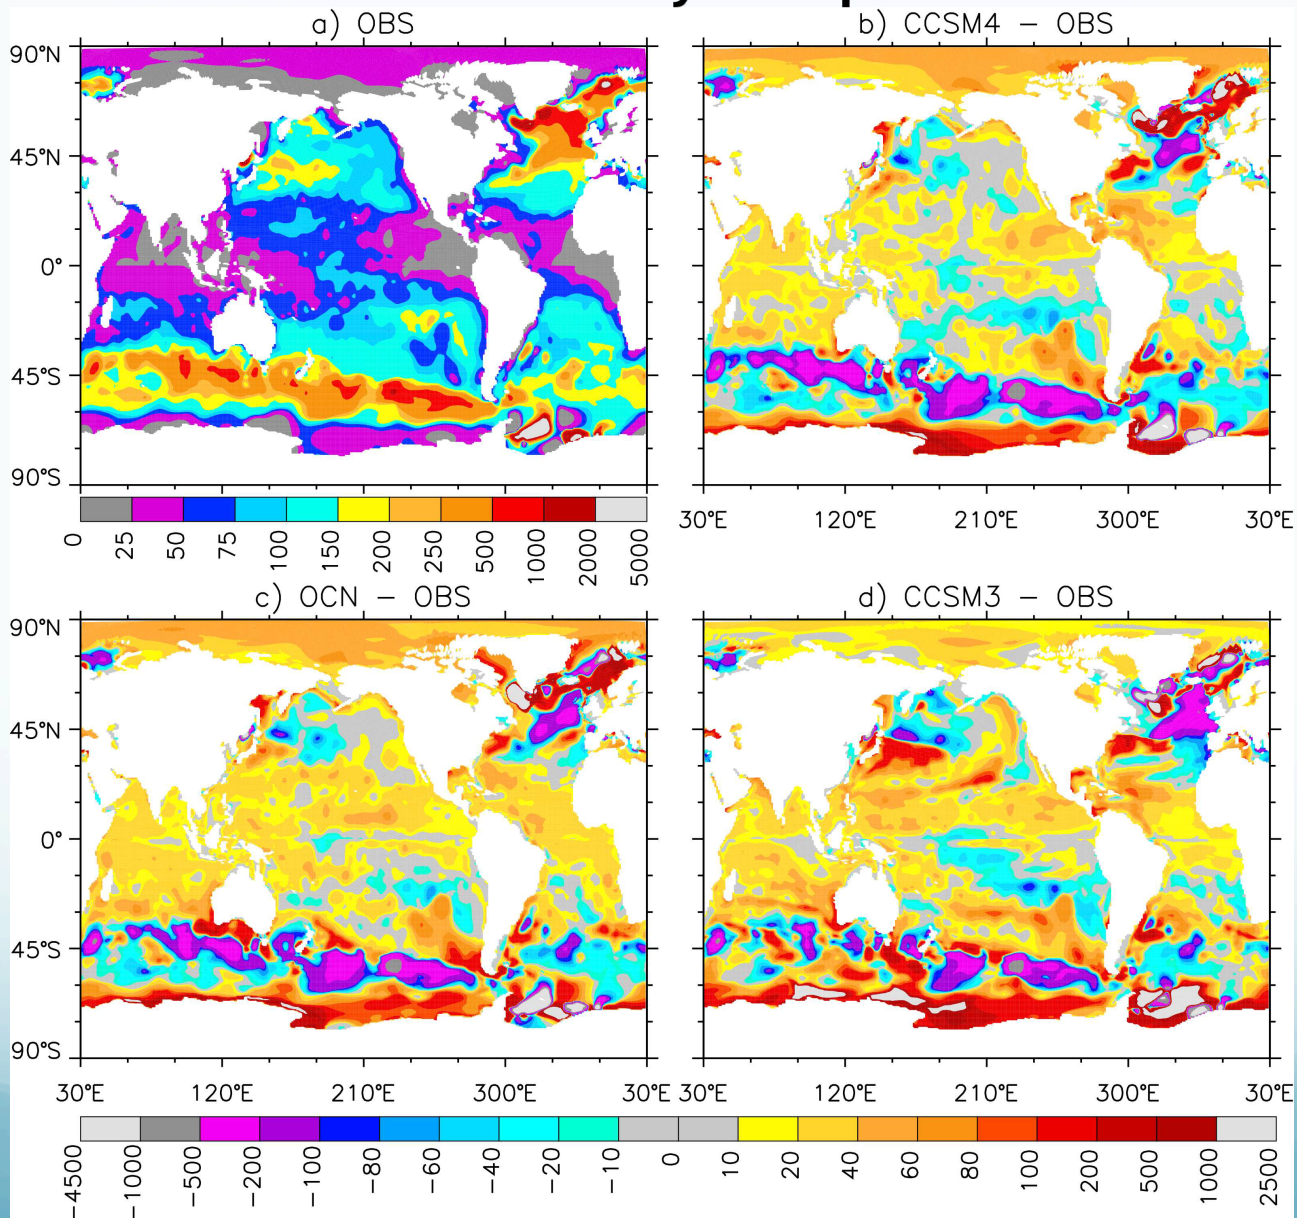 a) OBS
b) CCSM4 − OBS
90°N
45°N
0°
45°S
90°S
0 25 50 75 100 150 200 250 500 1000 2000 5000
30°E 120°E 210°E 300°E 30°E
c) OCN − OBS
d) CCSM3 − OBS
90°N
45°N
0°
45°S
90°S
30°E 120°E 210°E 300°E 30°E
30°E 120°E 210°E 300°E 30°E
−4500 −1000 −500 −200 −100 −80 −60 −40 −20 −10 0 10 20 40 60 80 100 200 500 1000 2500